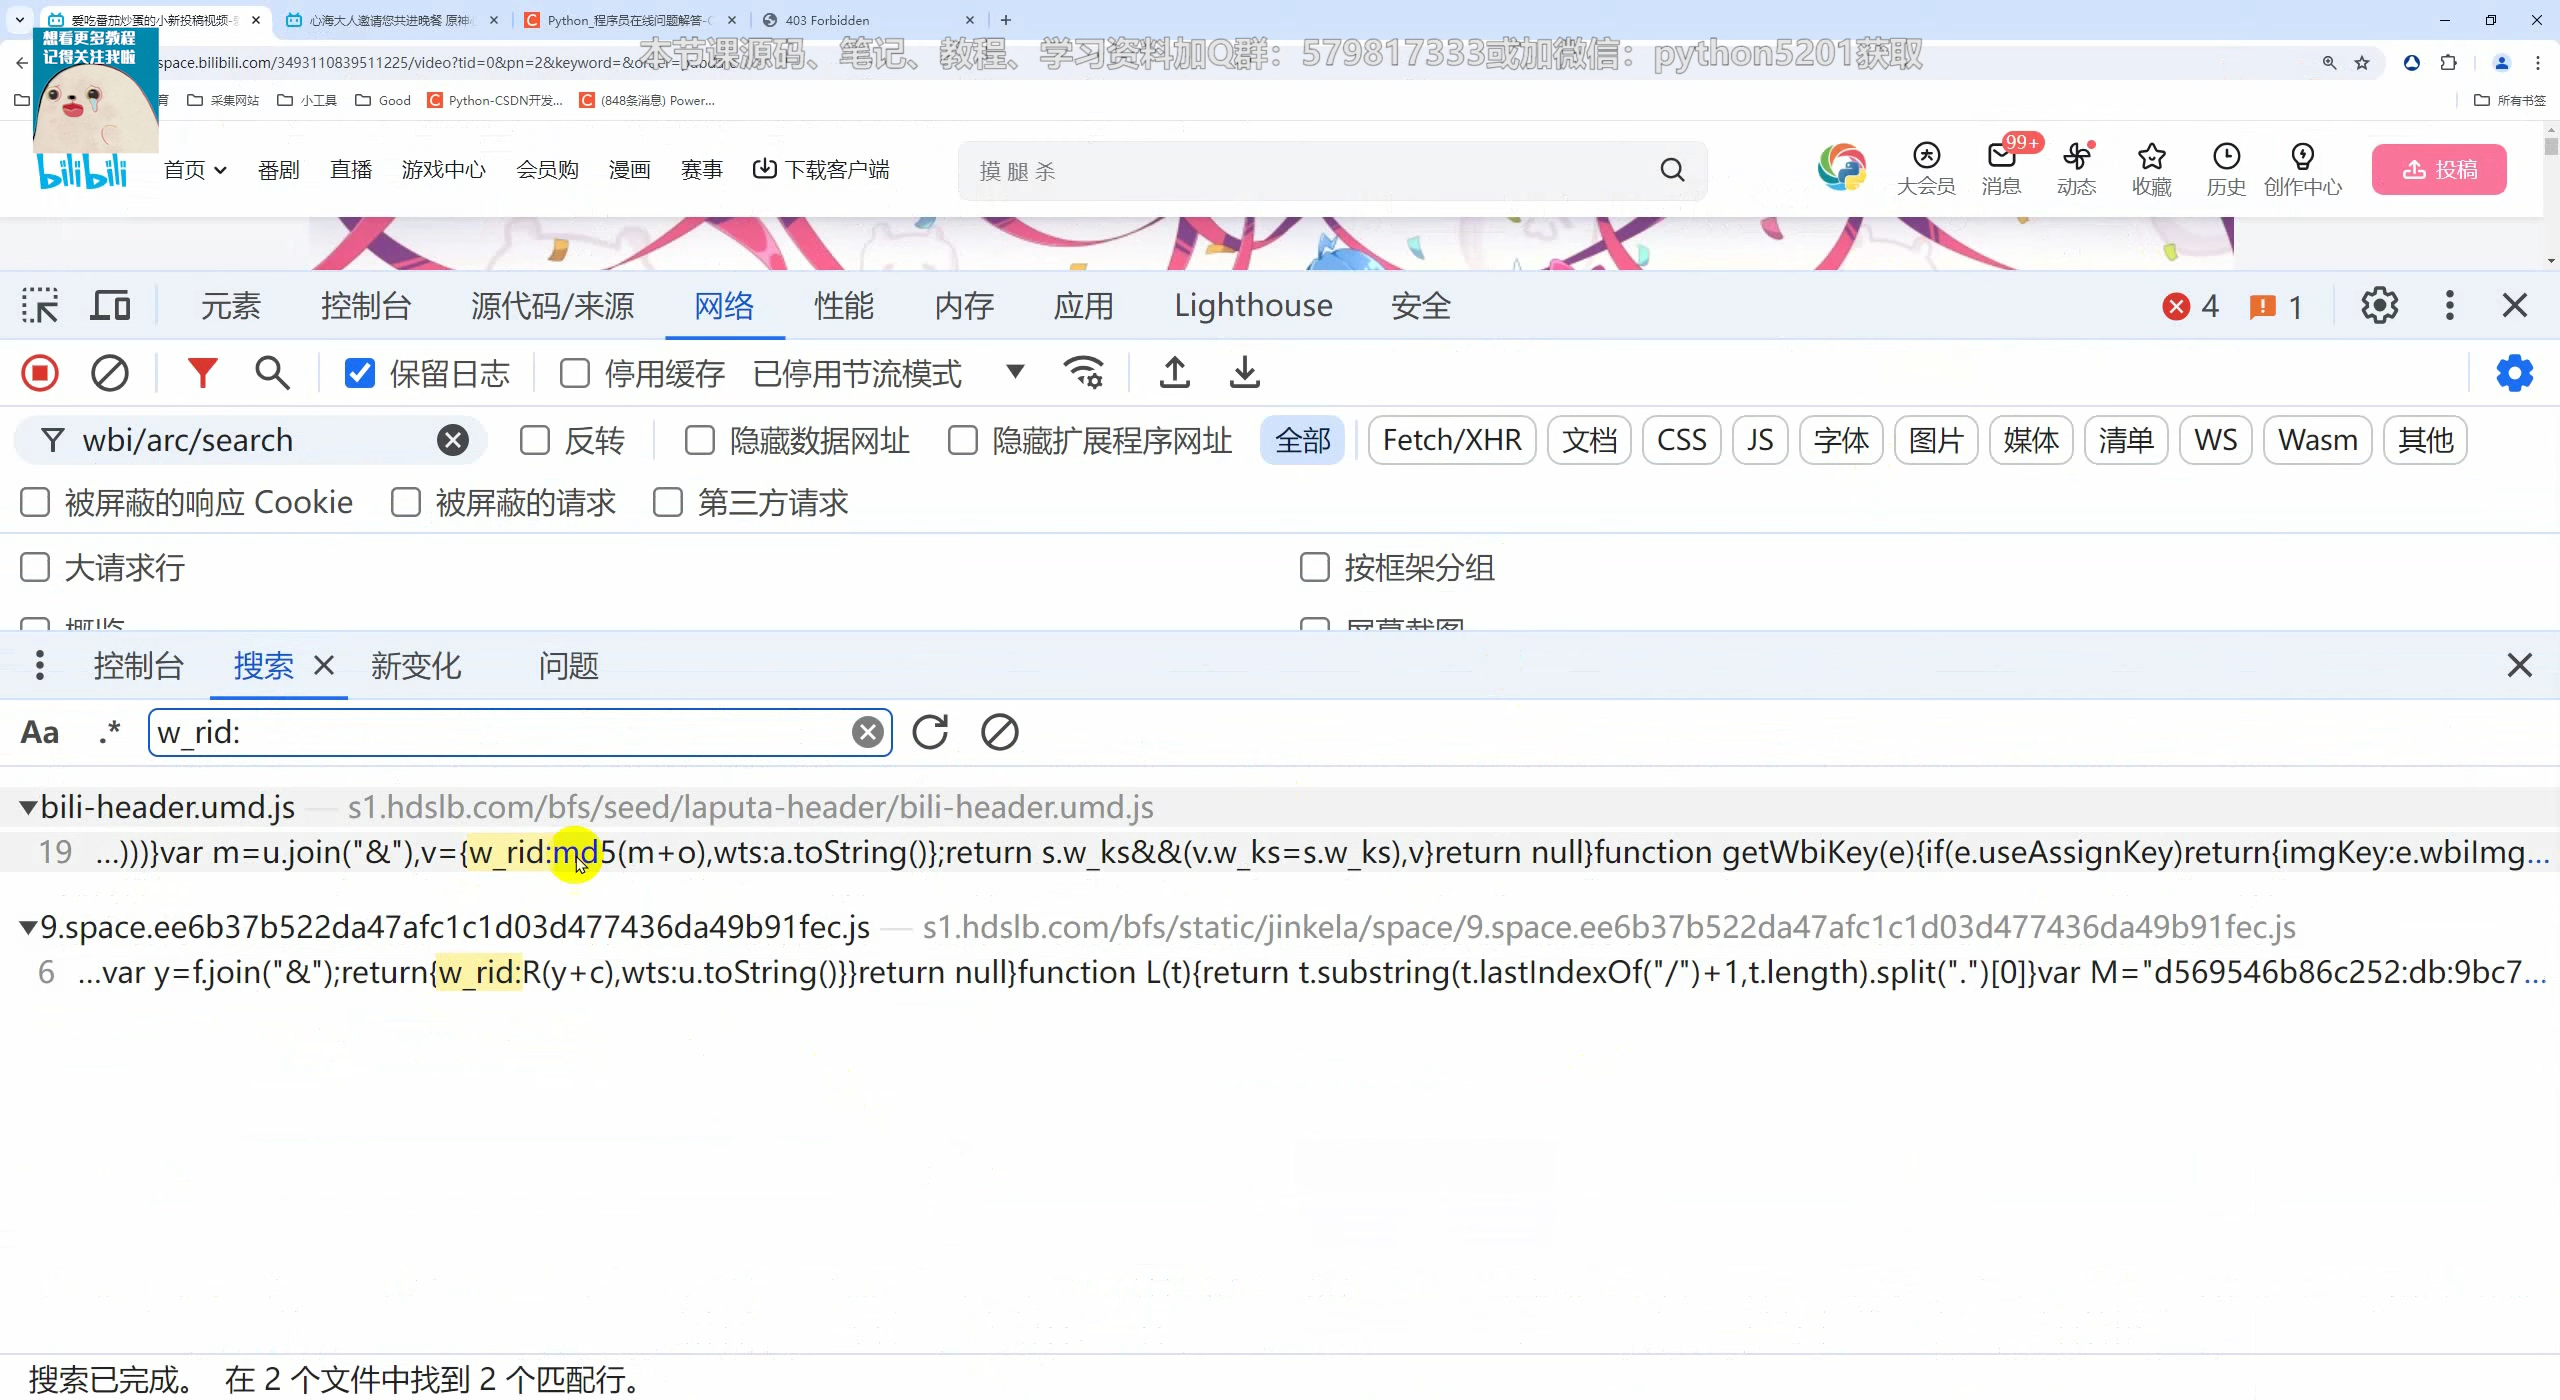 爱吃番茄炒蛋的小新投稿视频-
心海大人邀请您共进晚餐 原神
Python_程序员在线问题解答-C
403 Forbidden
想看更多教程
记得关注我啦
本节课源码、笔记、教程、学习资料加Q群：579817333或加微信：python5201获取
space.bilibili.com/3493110839511225/video?tid=0&pn=2&keyword=&order=pubdate
育
采集网站
小工具
Good
Python-CSDN开发...
(848条消息) Power...
所有书签
bilibili
首页
番剧
直播
游戏中心
会员购
漫画
赛事
下载客户端
摸 腿 杀
大会员
99+
消息
动态
收藏
历史
创作中心
投稿
元素
控制台
源代码/来源
网络
性能
内存
应用
Lighthouse
安全
4
1
保留日志
停用缓存
已停用节流模式
wbi/arc/search
反转
隐藏数据网址
隐藏扩展程序网址
全部
Fetch/XHR
文档
CSS
JS
字体
图片
媒体
清单
WS
Wasm
其他
被屏蔽的响应 Cookie
被屏蔽的请求
第三方请求
大请求行
按框架分组
概览
屏幕截图
控制台
搜索
新变化
问题
Aa
.*
w_rid:
bili-header.umd.js — s1.hdslb.com/bfs/seed/laputa-header/bili-header.umd.js
19 ...)))}var m=u.join("&"),v={w_rid:md5(m+o),wts:a.toString()};return s.w_ks&&(v.w_ks=s.w_ks),v}return null}function getWbiKey(e){if(e.useAssignKey)return{imgKey:e.wbiImg...
9.space.ee6b37b522da47afc1c1d03d477436da49b91fec.js — s1.hdslb.com/bfs/static/jinkela/space/9.space.ee6b37b522da47afc1c1d03d477436da49b91fec.js
6 ...var y=f.join("&");return{w_rid:R(y+c),wts:u.toString()}}return null}function L(t){return t.substring(t.lastIndexOf("/")+1,t.length).split(".")[0]}var M="d569546b86c252:db:9bc7...
搜索已完成。 在 2 个文件中找到 2 个匹配行。